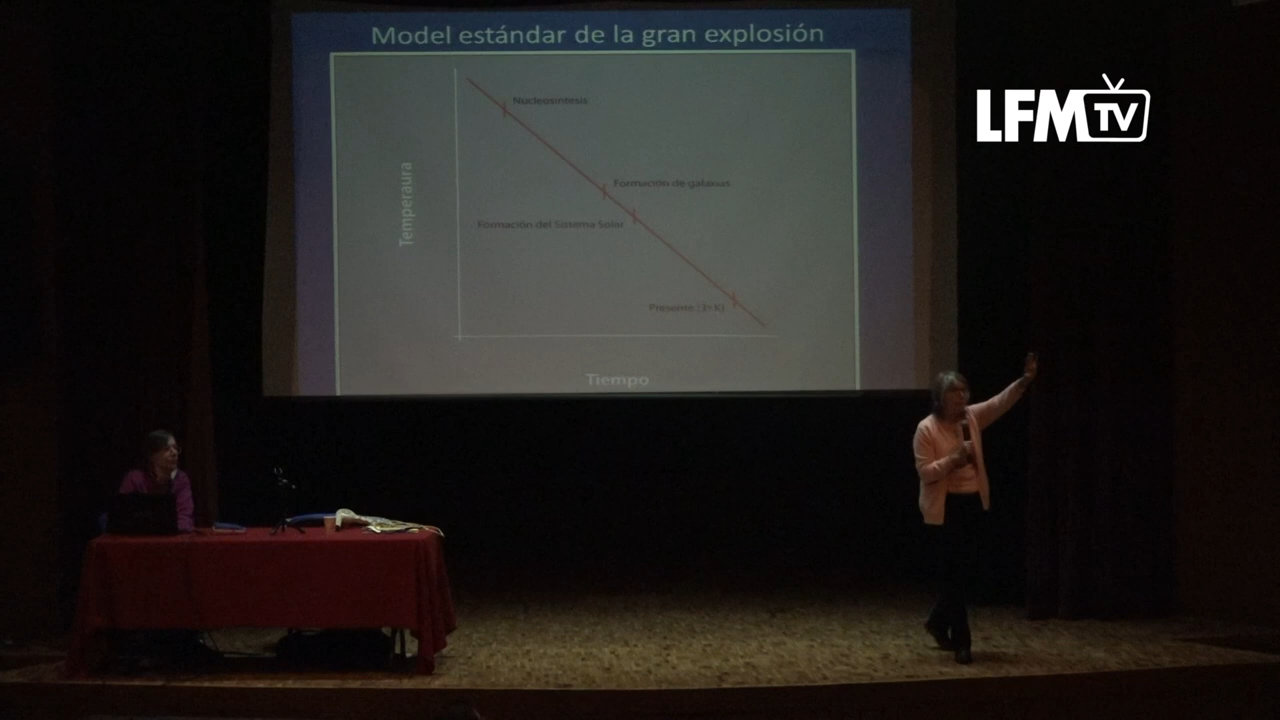 Model estándar de la gran explosión
LFM TV
Nucleosíntesis
Temperaura
Formación de galaxias
Formación del Sistema Solar
Presente (3º K)
Tiempo